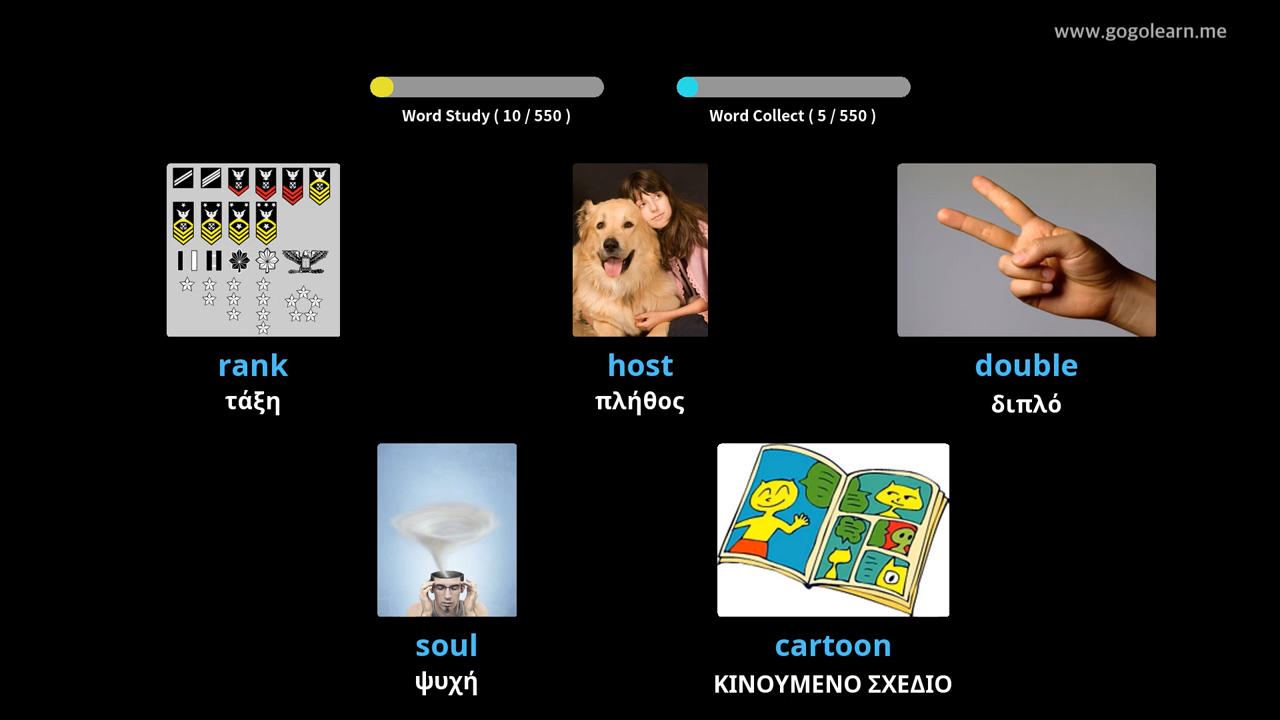 www.gogolearn.me
Word Study ( 10 / 550 )
Word Collect ( 5 / 550 )
rank
τάξη
host
πλήθος
double
διπλό
soul
ψυχή
cartoon
ΚΙΝΟΥΜΕΝΟ ΣΧΕΔΙΟ